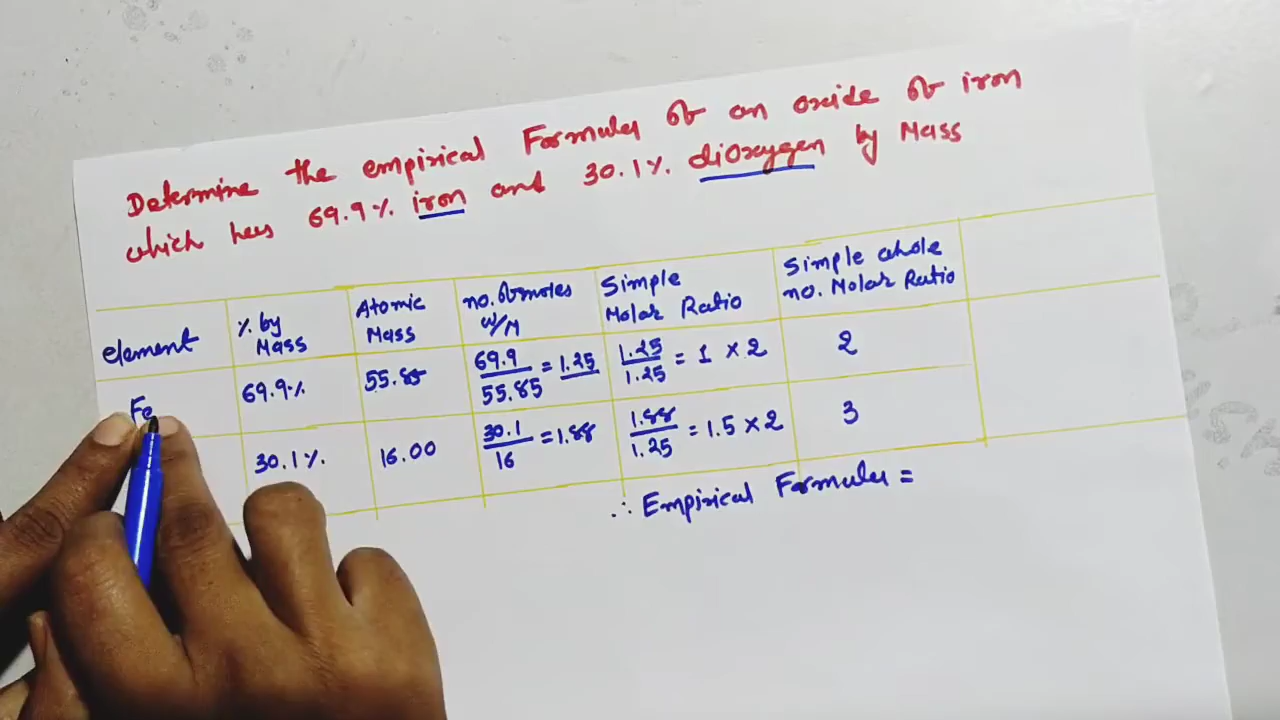 Determine the empirical Formula of an oxide of iron
which has 69.9% iron and 30.1% dioxygen by Mass
element % by Mass Atomic Mass no. of moles w/M Simple Molar Ratio Simple whole no. Molar Ratio
Fe 69.9% 55.85 69.9/55.85 = 1.25 1.25/1.25 = 1 × 2 2
30.1% 16.00 30.1/16 = 1.88 1.88/1.25 = 1.5 × 2 3
∴ Empirical Formula =